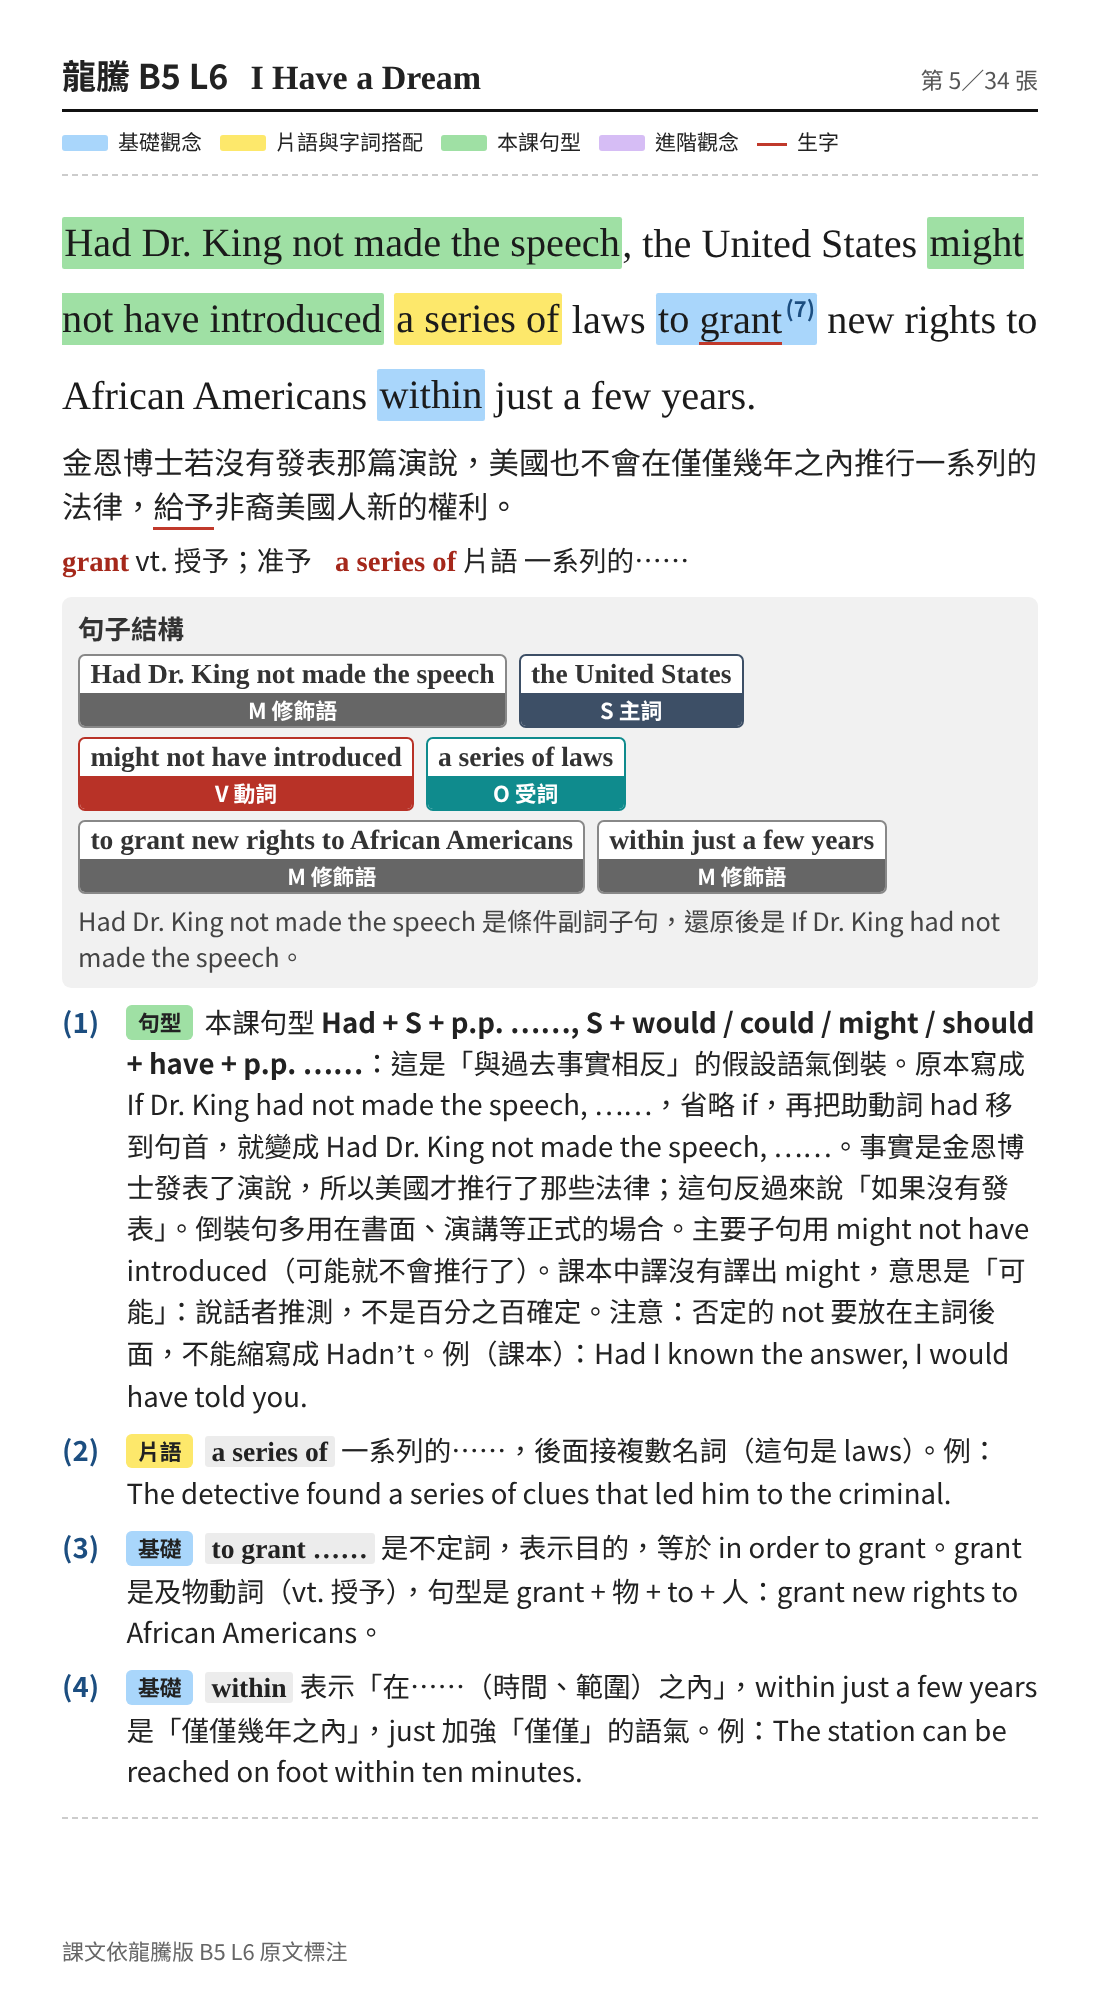 龍騰 B5 L6 I Have a Dream
第 5／34 張
基礎觀念 片語與字詞搭配 本課句型 進階觀念 生字
Had Dr. King not made the speech, the United States might
not have introduced a series of laws to grant(7) new rights to
African Americans within just a few years.
金恩博士若沒有發表那篇演說，美國也不會在僅僅幾年之內推行一系列的
法律，給予非裔美國人新的權利。
grant vt. 授予；准予 a series of 片語 一系列的⋯⋯
句子結構
Had Dr. King not made the speech the United States
M 修飾語 S 主詞
might not have introduced a series of laws
V 動詞 O 受詞
to grant new rights to African Americans within just a few years
M 修飾語 M 修飾語
Had Dr. King not made the speech 是條件副詞子句，還原後是 If Dr. King had not
made the speech。
(1) 句型 本課句型 Had + S + p.p. ……, S + would / could / might / should
+ have + p.p. ……：這是「與過去事實相反」的假設語氣倒裝。原本寫成
If Dr. King had not made the speech, ……，省略 if，再把助動詞 had 移
到句首，就變成 Had Dr. King not made the speech, ……。事實是金恩博
士發表了演說，所以美國才推行了那些法律；這句反過來說「如果沒有發
表」。倒裝句多用在書面、演講等正式的場合。主要子句用 might not have
introduced（可能就不會推行了）。課本中譯沒有譯出 might，意思是「可
能」：說話者推測，不是百分之百確定。注意：否定的 not 要放在主詞後
面，不能縮寫成 Hadn’t。例（課本）：Had I known the answer, I would
have told you.
(2) 片語 a series of 一系列的⋯⋯，後面接複數名詞（這句是 laws）。例：
The detective found a series of clues that led him to the criminal.
(3) 基礎 to grant …… 是不定詞，表示目的，等於 in order to grant。grant
是及物動詞（vt. 授予），句型是 grant + 物 + to + 人：grant new rights to
African Americans。
(4) 基礎 within 表示「在⋯⋯（時間、範圍）之內」，within just a few years
是「僅僅幾年之內」，just 加強「僅僅」的語氣。例：The station can be
reached on foot within ten minutes.
課文依龍騰版 B5 L6 原文標注